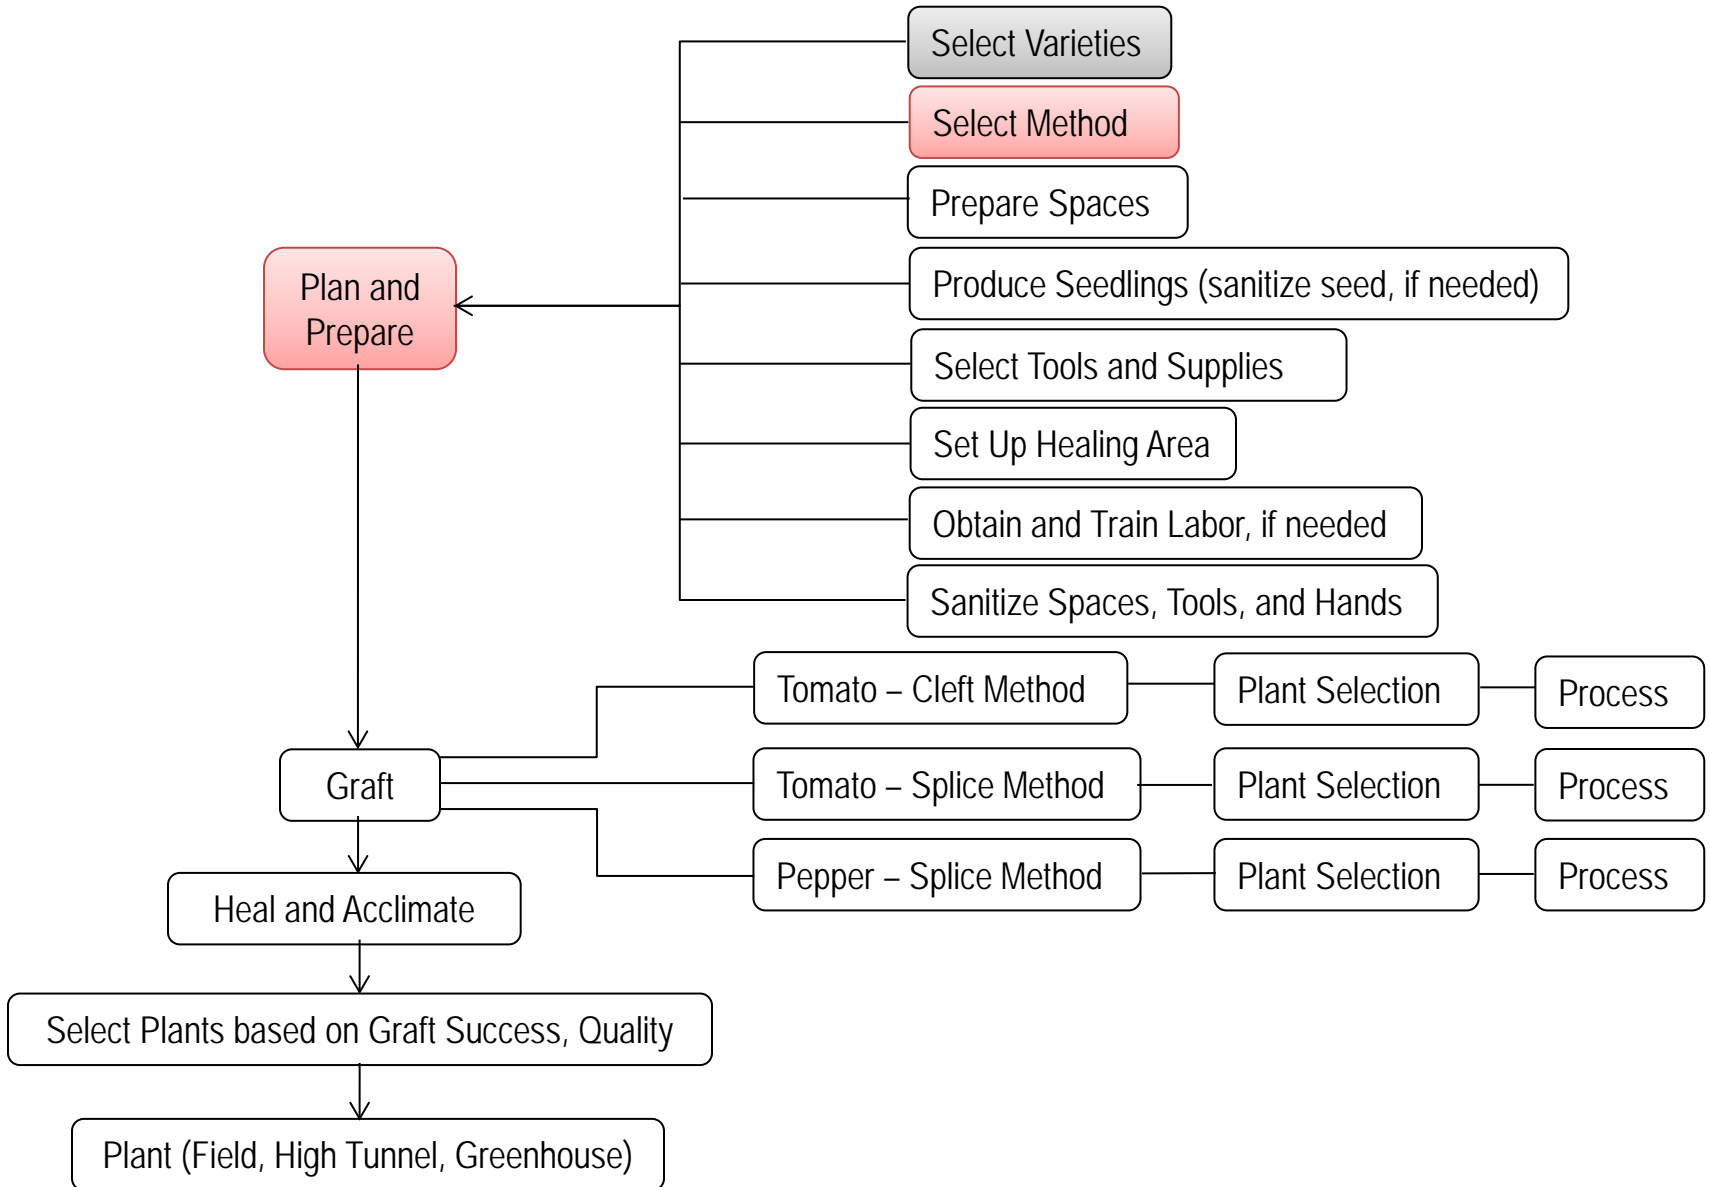 Select Varieties
Select Method
Prepare Spaces
Plan and
Prepare
Produce Seedlings (sanitize seed, if needed)
Select Tools and Supplies
Set Up Healing Area
Obtain and Train Labor, if needed
Sanitize Spaces, Tools, and Hands
Tomato – Cleft Method
Plant Selection
Process
Graft
Tomato – Splice Method
Plant Selection
Process
Pepper – Splice Method
Plant Selection
Process
Heal and Acclimate
Select Plants based on Graft Success, Quality
Plant (Field, High Tunnel, Greenhouse)